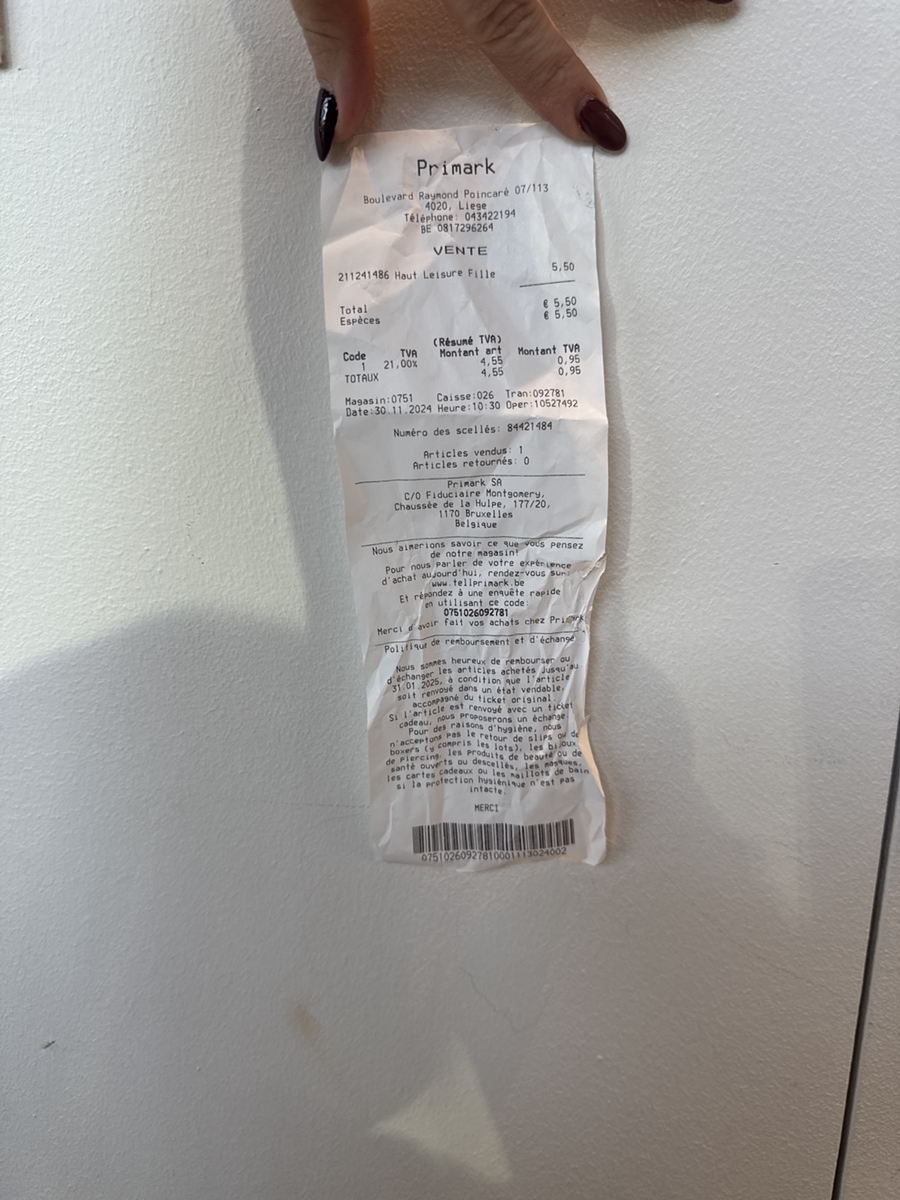 Primark
Boulevard Raymond Poincaré 07/113
4020, Liege
Téléphone: 043422194
BE 0817296264
VENTE
211241486 Haut Leisure Fille 5,50
Total € 5,50
Espèces € 5,50
(Résumé TVA)
Code TVA Montant art Montant TVA
1 21,00% 4,55 0,95
TOTAUX 4,55 0,95
Magasin:0751 Caisse:026 Tran:092781
Date:30.11.2024 Heure:10:30 Oper:10527492
Numéro des scellés: 84421484
Articles vendus: 1
Articles retournés: 0
Primark SA
C/O Fiduciaire Montgomery,
Chaussée de la Hulpe, 177/20,
1170 Bruxelles
Belgique
Nous aimerions savoir ce que vous pensez
de notre magasin!
Pour nous parler de votre expérience
d'achat aujourd'hui, rendez-vous sur:
www.tellprimark.be
Et répondez à une enquête rapide
en utilisant ce code:
0751026092781
Merci d'avoir fait vos achats chez Primark
Politique de remboursement et d'échange
Nous sommes heureux de rembourser ou
d'échanger les articles achetés jusqu'au
31.01.2025, à condition que l'article
soit renvoyé dans un état vendable,
accompagné du ticket original.
Si l'article est renvoyé avec un ticket
cadeau, nous proposerons un échange.
Pour des raisons d'hygiène, nous
n'acceptons pas le retour de slips ou de
boxers (y compris les lots), les bijoux
de piercing, les produits de beauté ou de
santé ouverts ou descellés, les masques,
les cartes cadeaux ou les maillots de bain
si la protection hygiénique n'est pas
intacte.
MERCI
07510260927810001113024002